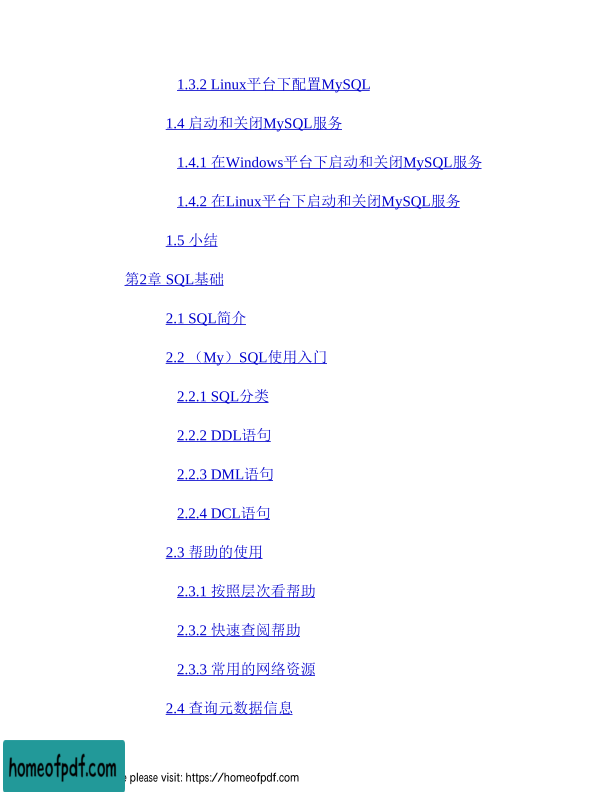 1.3.2 Linux平台下配置MySQL
1.4 启动和关闭MySQL服务
1.4.1 在Windows平台下启动和关闭MySQL服务
1.4.2 在Linux平台下启动和关闭MySQL服务
1.5 小结
第2章 SQL基础
2.1 SQL简介
2.2 （My）SQL使用入门
2.2.1 SQL分类
2.2.2 DDL语句
2.2.3 DML语句
2.2.4 DCL语句
2.3 帮助的使用
2.3.1 按照层次看帮助
2.3.2 快速查阅帮助
2.3.3 常用的网络资源
2.4 查询元数据信息
homeofpdf.com
please visit: https://homeofpdf.com